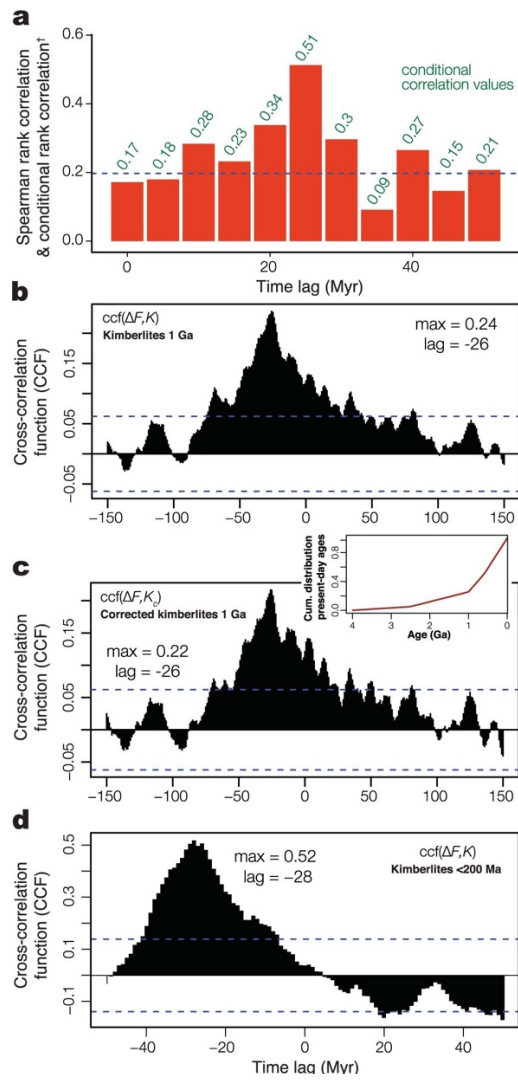 a
Spearman rank correlation
& conditional rank correlation†
0.6
0.4
0.2
0.0
0.17
0.18
0.28
0.23
0.34
0.51
0.3
0.09
0.27
0.15
0.21
conditional
correlation values
0
20
40
Time lag (Myr)
b
Cross-correlation
function (CCF)
0.15
0.05
−0.05
ccf(ΔF,K)
Kimberlites 1 Ga
max = 0.24
lag = -26
−150
−100
−50
0
50
100
150
c
Cross-correlation
function (CCF)
0.15
0.05
−0.05
ccf(ΔF,Kc)
Corrected kimberlites 1 Ga
max = 0.22
lag = -26
Cum. distribution
present-day ages
0.8
0.4
0.0
4
3
2
1
0
Age (Ga)
−150
−100
−50
0
50
100
150
d
Cross-correlation
function (CCF)
0.5
0.3
0.1
−0.1
max = 0.52
lag = −28
ccf(ΔF,K)
Kimberlites <200 Ma
−40
−20
0
20
40
Time lag (Myr)